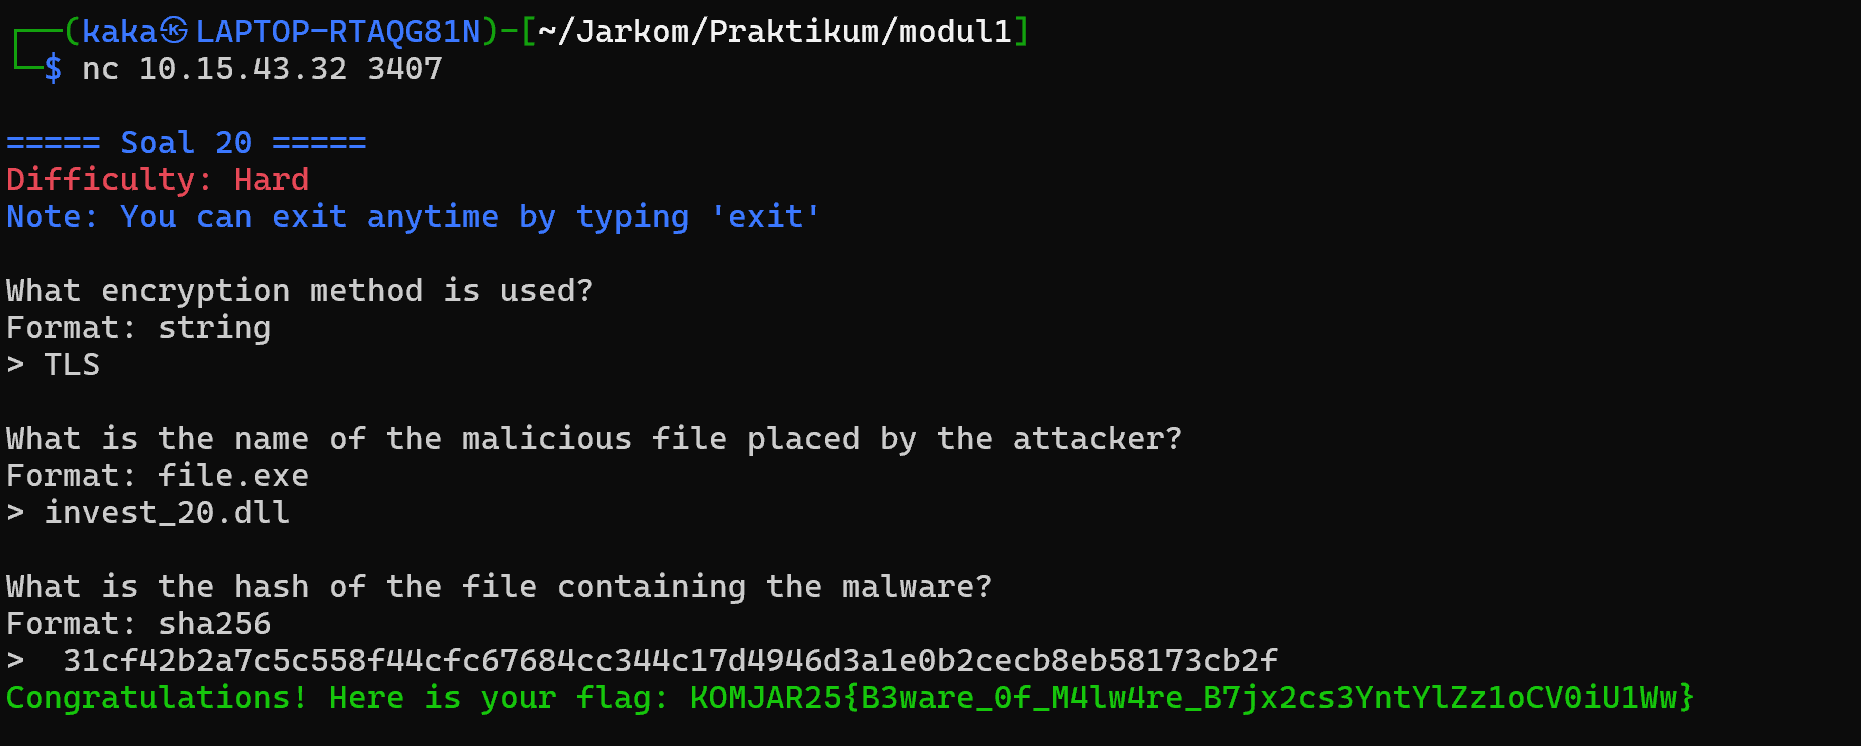 ┌──(kaka㉿LAPTOP-RTAQG81N)-[~/Jarkom/Praktikum/modul1]
└─$ nc 10.15.43.32 3407
===== Soal 20 =====
Difficulty: Hard
Note: You can exit anytime by typing 'exit'
What encryption method is used?
Format: string
> TLS
What is the name of the malicious file placed by the attacker?
Format: file.exe
> invest_20.dll
What is the hash of the file containing the malware?
Format: sha256
>  31cf42b2a7c5c558f44cfc67684cc344c17d4946d3a1e0b2cecb8eb58173cb2f
Congratulations! Here is your flag: KOMJAR25{B3ware_0f_M4lw4re_B7jx2cs3YntYlZz1oCV0iU1Ww}